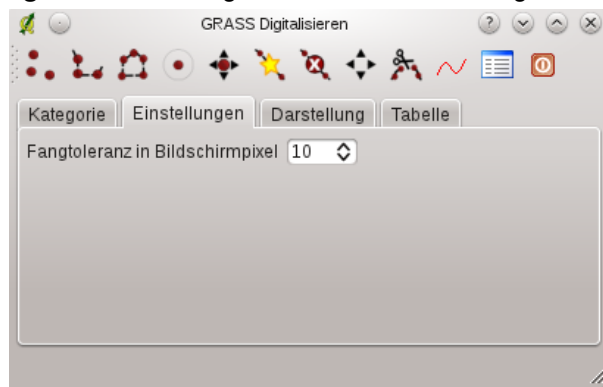 GRASS Digitalisieren
Kategorie Einstellungen Darstellung Tabelle
Fangtoleranz in Bildschirmpixel 10